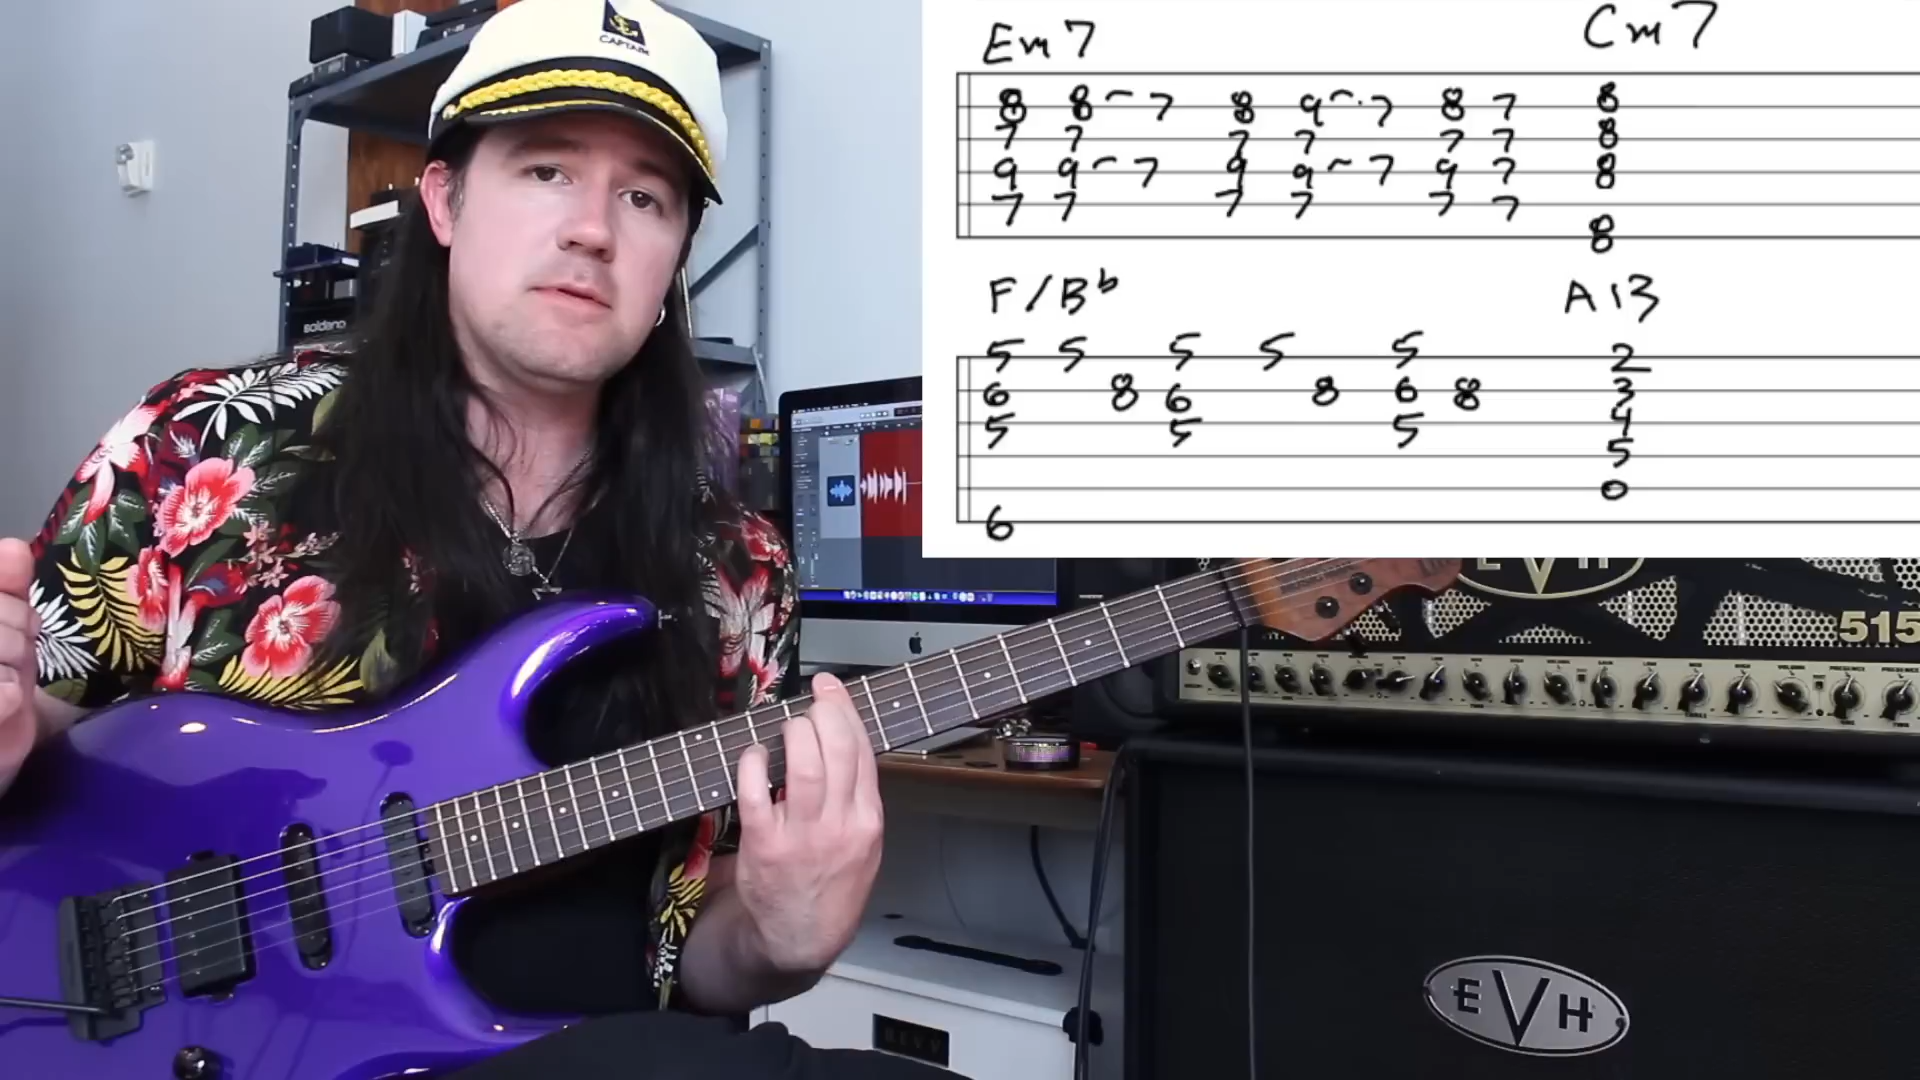 CAPTAIN
Em7 Cm7
8 8 7 8 9 7 8 7 8
7 7 7 7 7 7 8
9 9 7 9 9 7 9 7 8
7 7 7 7 7 7
8
F/Bb A13
5 5 5 5 5 2
6 8 6 8 6 8 3
5 5 5 4
5
0
6
soldano
EVH
515
EVH